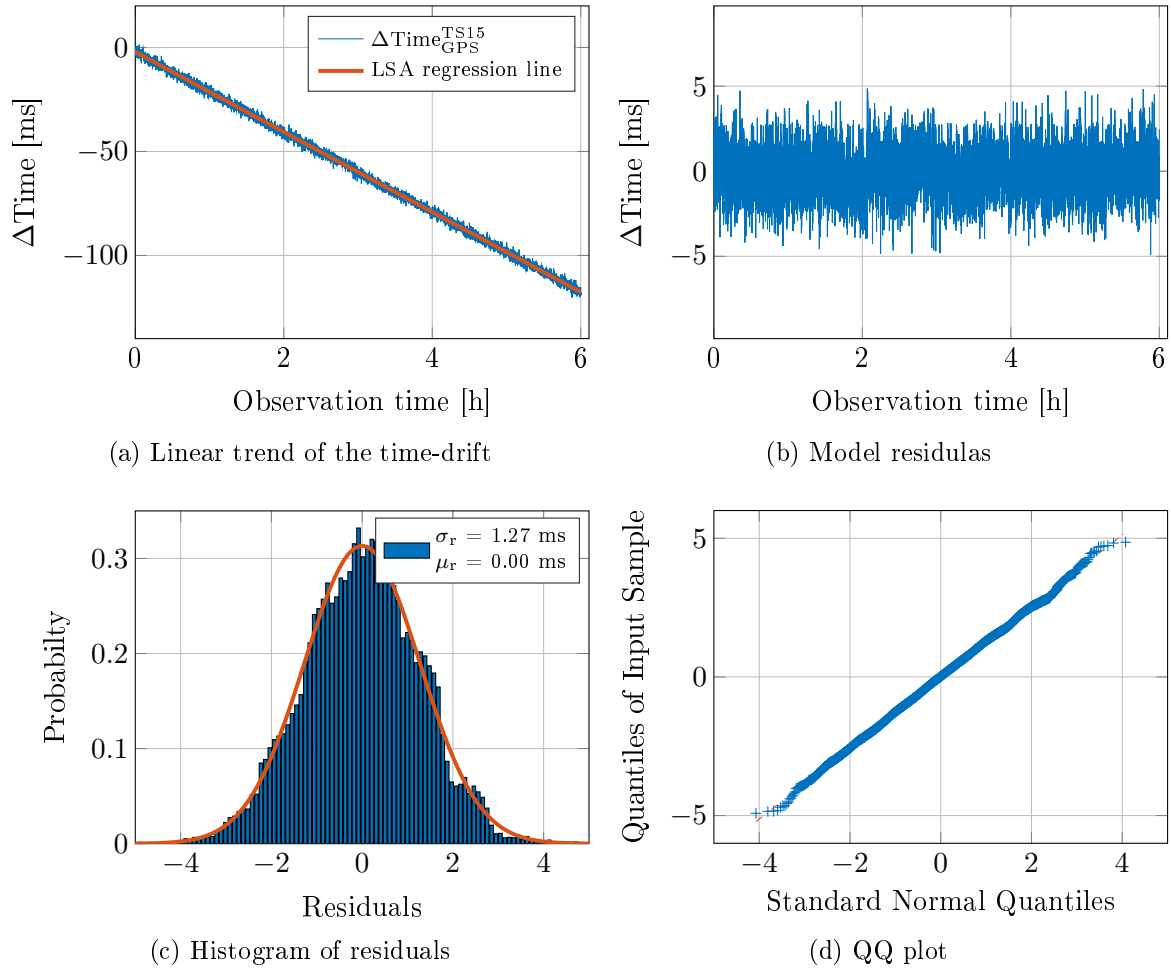 0
−50
−100
ΔTime [ms]
ΔTime^TS15_GPS
LSA regression line
0 2 4 6
Observation time [h]
(a) Linear trend of the time-drift
5
0
−5
ΔTime [ms]
0 2 4 6
Observation time [h]
(b) Model residulas
0.3
0.2
0.1
0
Probabilty
σr = 1.27 ms
μr = 0.00 ms
−4 −2 0 2 4
Residuals
(c) Histogram of residuals
5
0
−5
Quantiles of Input Sample
−4 −2 0 2 4
Standard Normal Quantiles
(d) QQ plot